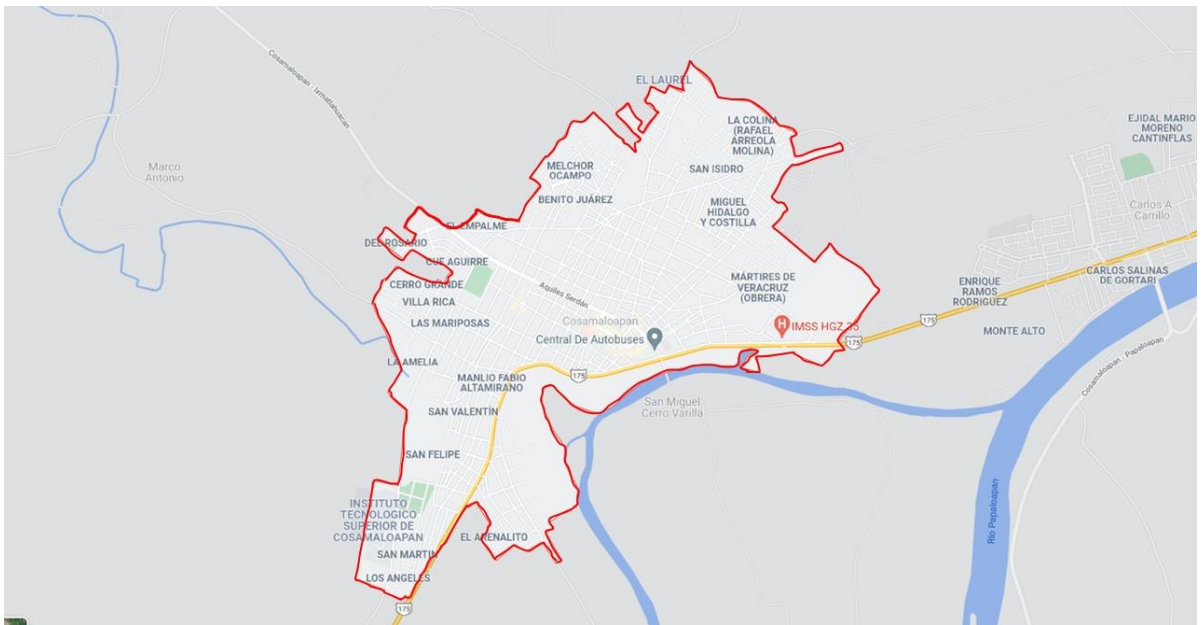 EL LAUREL
Cosamaloapan - Ixmatlahuacan
LA COLINA
(RAFAEL
ARREOLA
MOLINA)
EJIDAL MARIO
MORENO
CANTINFLAS
Marco
Antonio
MELCHOR
OCAMPO
SAN ISIDRO
BENITO JUÁREZ
MIGUEL
HIDALGO
Y COSTILLA
Carlos A.
Carrillo
EL EMPALME
DEL ROSARIO
CUE AGUIRRE
CERRO GRANDE
VILLA RICA
Aquiles Serdán
MÁRTIRES DE
VERACRUZ
(OBRERA)
ENRIQUE
RAMOS
RODRIGUEZ
CARLOS SALINAS
DE GORTARI
LAS MARIPOSAS
Cosamaloapan
Central De Autobuses
H
IMSS HGZ 35
175
175
MONTE ALTO
LA AMELIA
MANLIO FABIO
ALTAMIRANO
175
Cosamaloapan - Papaloapan
SAN VALENTÍN
San Miguel
Cerro Varilla
SAN FELIPE
INSTITUTO
TECNOLOGICO
SUPERIOR DE
COSAMALOAPAN
Río Papaloapan
EL ARENALITO
SAN MARTIN
LOS ANGELES
175